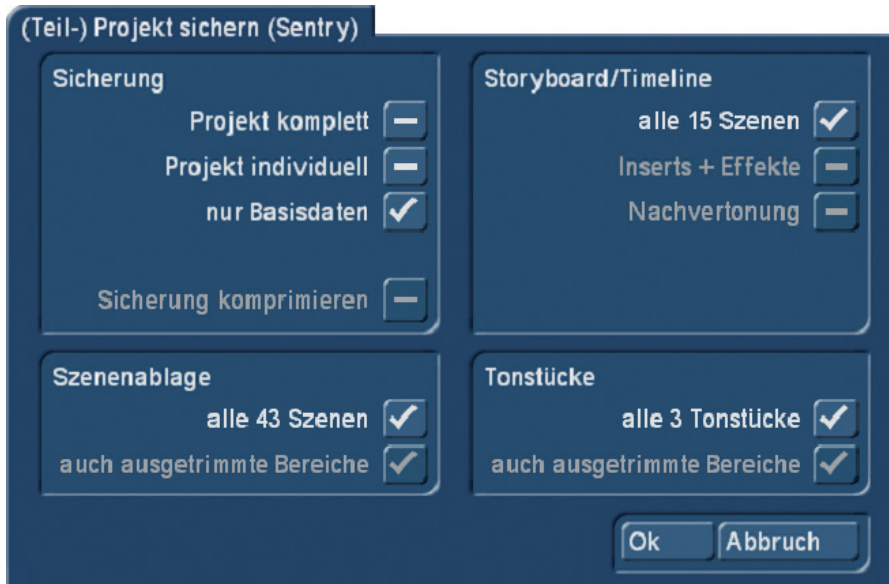 (Teil-) Projekt sichern (Sentry)
Sicherung
Projekt komplett
Projekt individuell
nur Basisdaten
Sicherung komprimieren
Storyboard/Timeline
alle 15 Szenen
Inserts + Effekte
Nachvertonung
Szenenablage
alle 43 Szenen
auch ausgetrimmte Bereiche
Tonstücke
alle 3 Tonstücke
auch ausgetrimmte Bereiche
Ok Abbruch